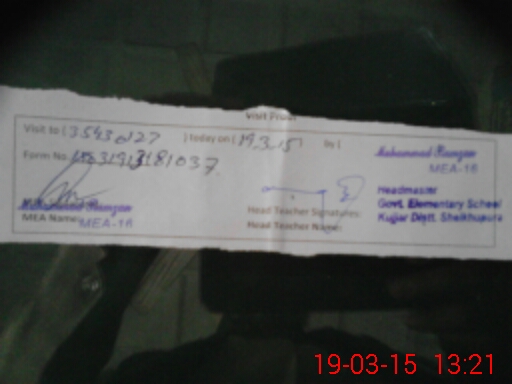 Visit Proof
Visit to ( 35430127 ) today on ( 19.3.15 ) by (
Muhammad Ramzan
MEA-16
Form No.
MEA Name:
Muhammad Ramzan
MEA-16
Headmaster
Govt. Elementary School
Kujjar Distt. Sheikhupura
Head Teacher Signatures:
Head Teacher Name:
19-03-15 13:21